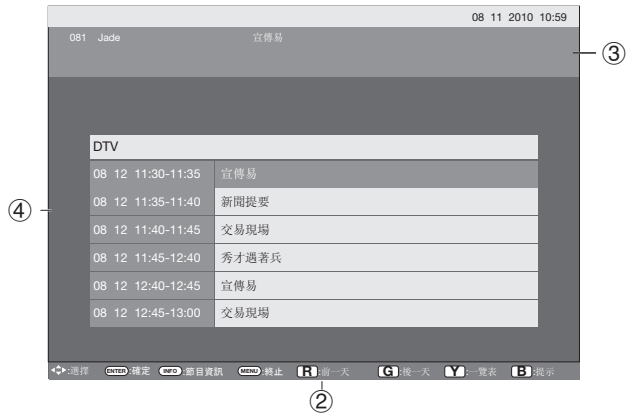 08 11 2010 10:59
081 Jade 宣傳易
③
DTV
08 12 11:30-11:35 宣傳易
08 12 11:35-11:40 新聞提要
④
08 12 11:40-11:45 交易現場
08 12 11:45-12:40 秀才遇著兵
08 12 12:40-12:45 宣傳易
08 12 12:45-13:00 交易現場
:選擇 ENTER:確定 INFO:節目資訊 MENU:終止 R:前一天 G:後一天 Y:一覽表 B:提示
②